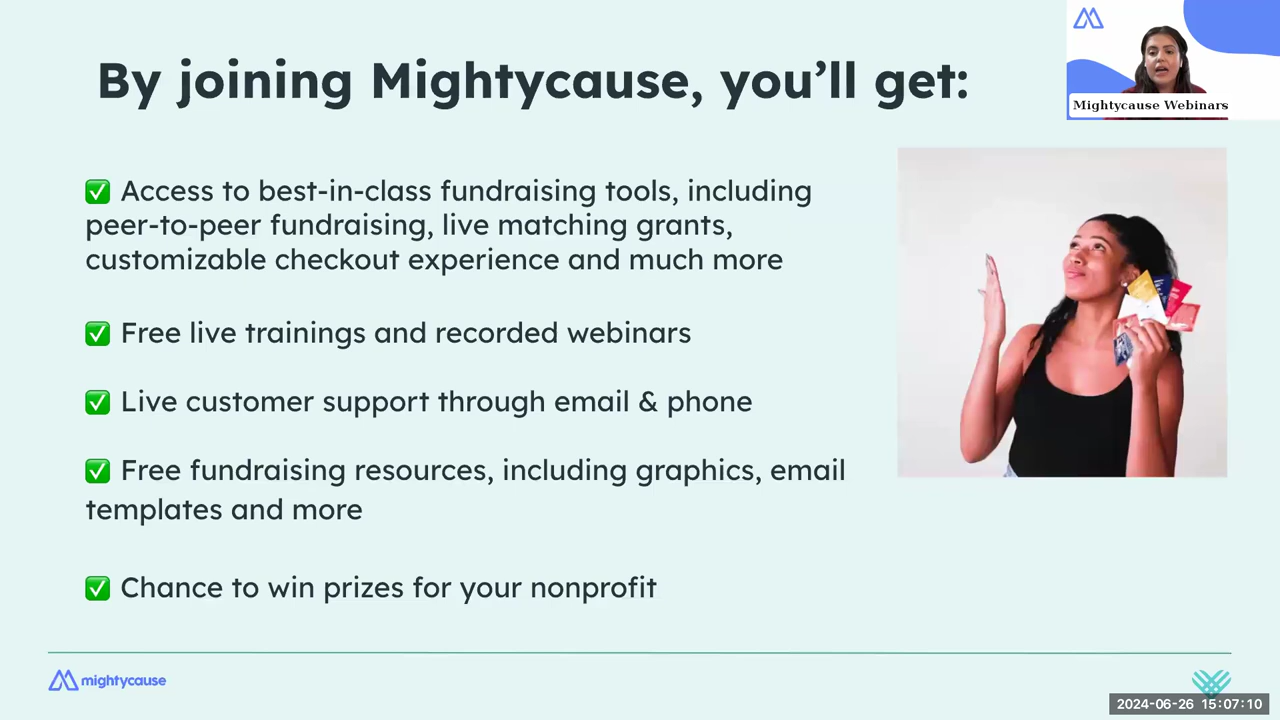 By joining Mightycause, you’ll get:
Mightycause Webinars
✅ Access to best-in-class fundraising tools, including
peer-to-peer fundraising, live matching grants,
customizable checkout experience and much more
✅ Free live trainings and recorded webinars
✅ Live customer support through email & phone
✅ Free fundraising resources, including graphics, email
templates and more
✅ Chance to win prizes for your nonprofit
mightycause
2024-06-26 15:07:10